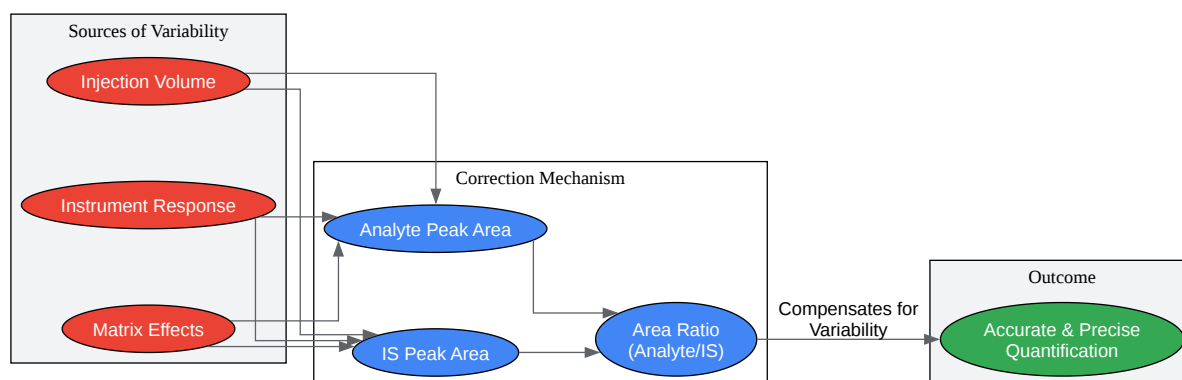 Sources of Variability
Injection Volume
Instrument Response
Matrix Effects
Correction Mechanism
Analyte Peak Area
IS Peak Area
Area Ratio
(Analyte/IS)
Compensates for
Variability
Outcome
Accurate & Precise
Quantification